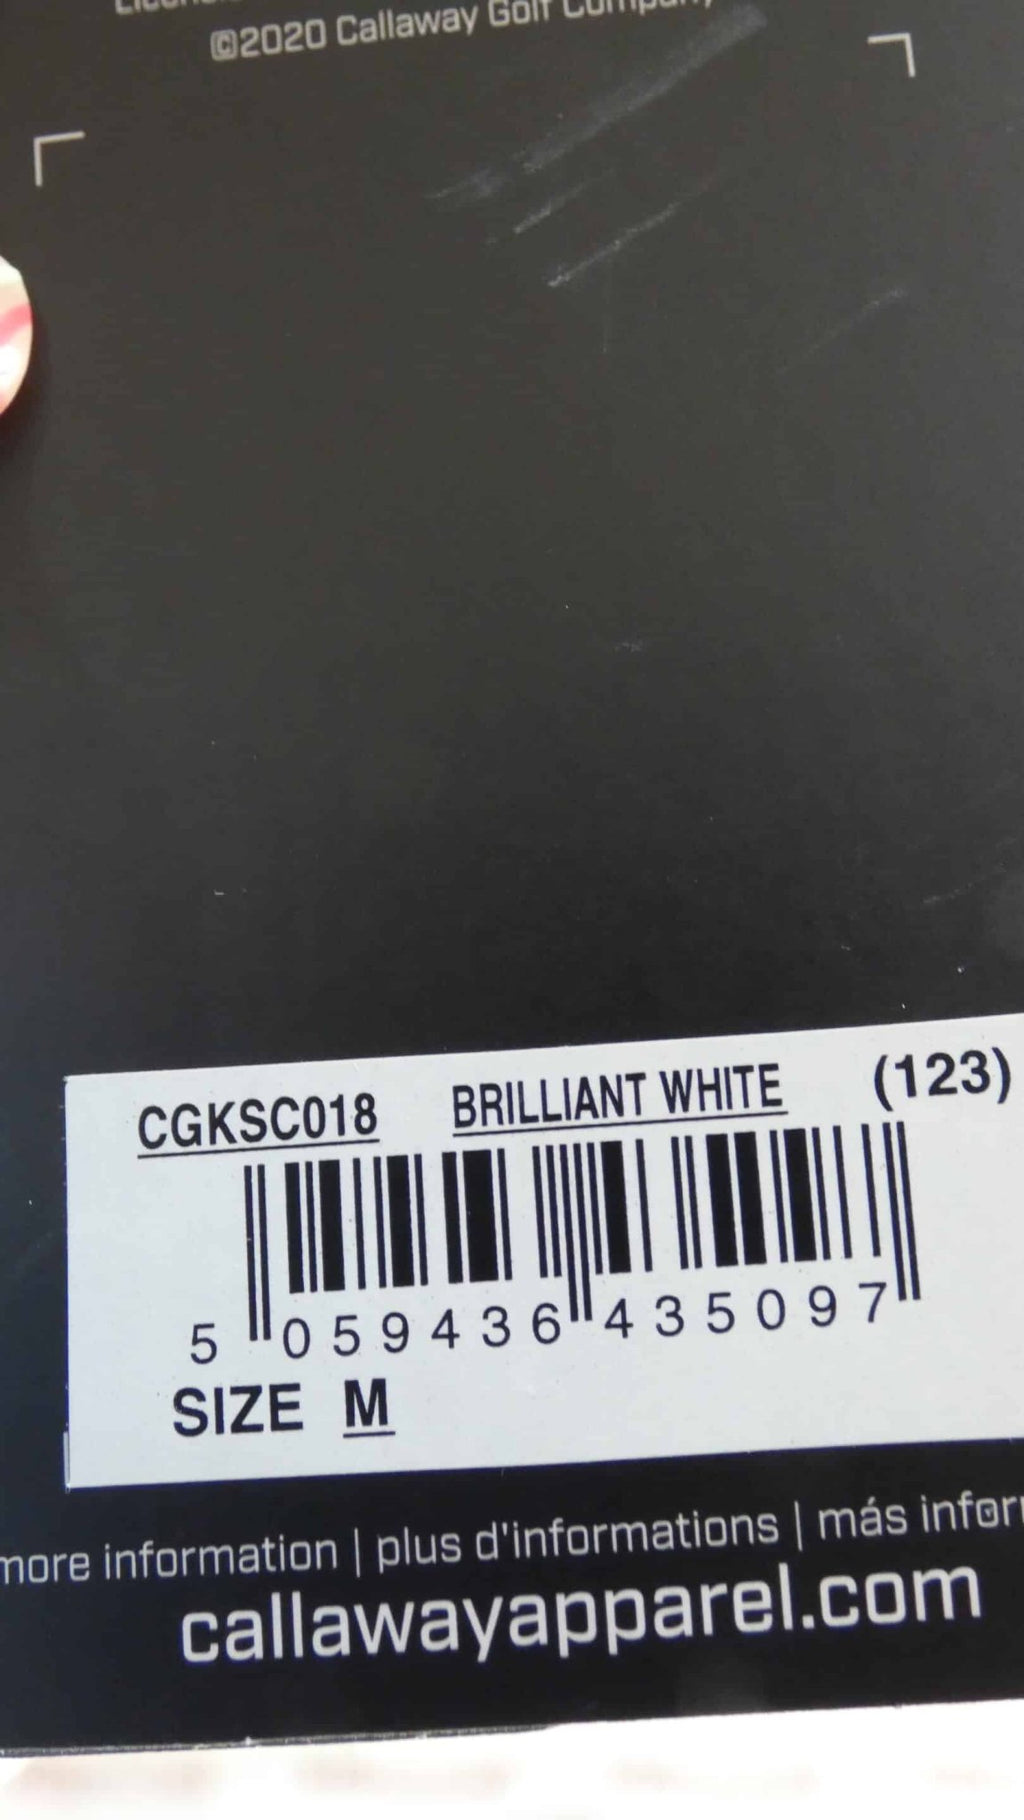 ©2020 Callaway Golf Company
CGKSC018 BRILLIANT WHITE (123)
5 059436 435097
SIZE M
more information | plus d'informations | más
callawayapparel.com